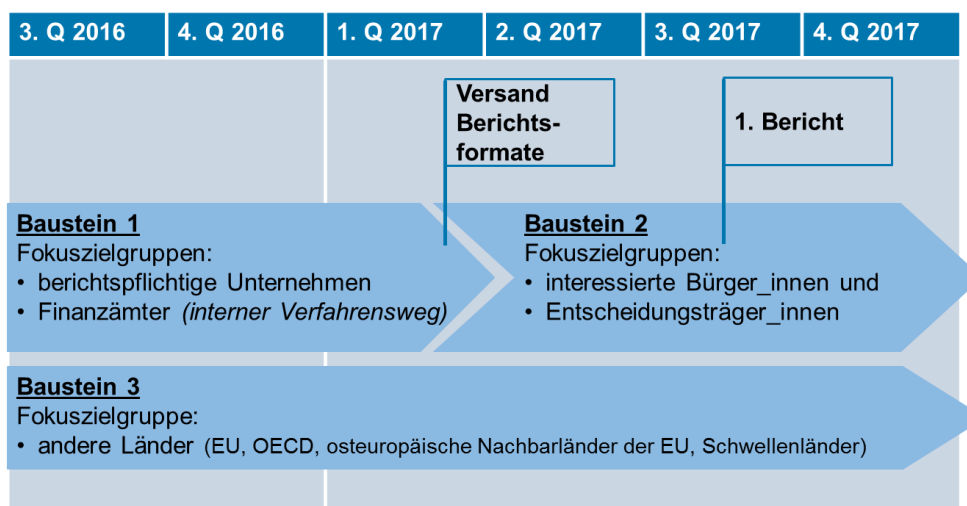 3. Q 2016 4. Q 2016 1. Q 2017 2. Q 2017 3. Q 2017 4. Q 2017
Versand
Berichts-
formate
1. Bericht
Baustein 1
Fokuszielgruppen:
• berichtspflichtige Unternehmen
• Finanzämter (interner Verfahrensweg)
Baustein 2
Fokuszielgruppen:
• interessierte Bürger_innen und
• Entscheidungsträger_innen
Baustein 3
Fokuszielgruppe:
• andere Länder (EU, OECD, osteuropäische Nachbarländer der EU, Schwellenländer)